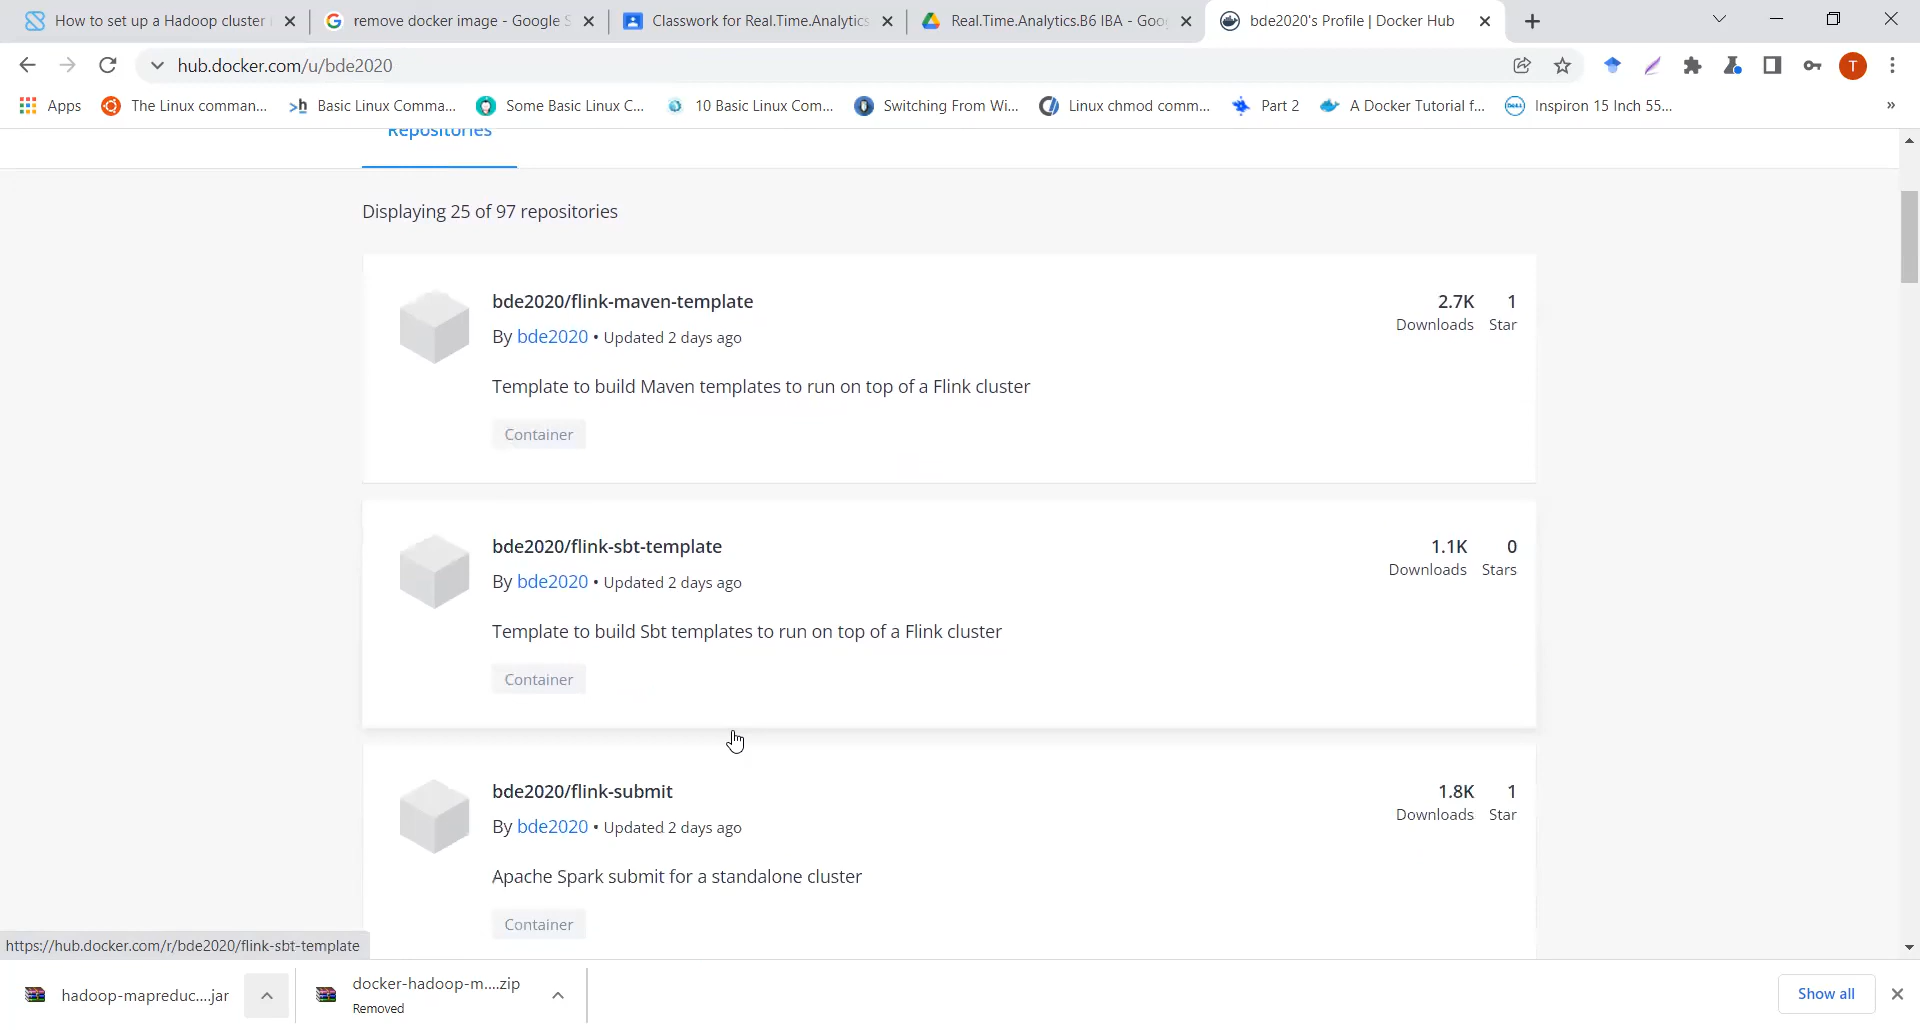 How to set up a Hadoop cluster
remove docker image - Google S
Classwork for Real.Time.Analytics
Real.Time.Analytics.B6 IBA - Goo
bde2020's Profile | Docker Hub
hub.docker.com/u/bde2020
T
Apps
The Linux comman...
Basic Linux Comma...
Some Basic Linux C...
10 Basic Linux Com...
Switching From Wi...
Linux chmod comm...
Part 2
A Docker Tutorial f...
Inspiron 15 Inch 55...
»
Repositories
Displaying 25 of 97 repositories
bde2020/flink-maven-template
2.7K 1
By bde2020 • Updated 2 days ago
Downloads Star
Template to build Maven templates to run on top of a Flink cluster
Container
bde2020/flink-sbt-template
1.1K 0
By bde2020 • Updated 2 days ago
Downloads Stars
Template to build Sbt templates to run on top of a Flink cluster
Container
bde2020/flink-submit
1.8K 1
By bde2020 • Updated 2 days ago
Downloads Star
Apache Spark submit for a standalone cluster
Container
https://hub.docker.com/r/bde2020/flink-sbt-template
hadoop-mapreduc....jar
docker-hadoop-m....zip
Removed
Show all